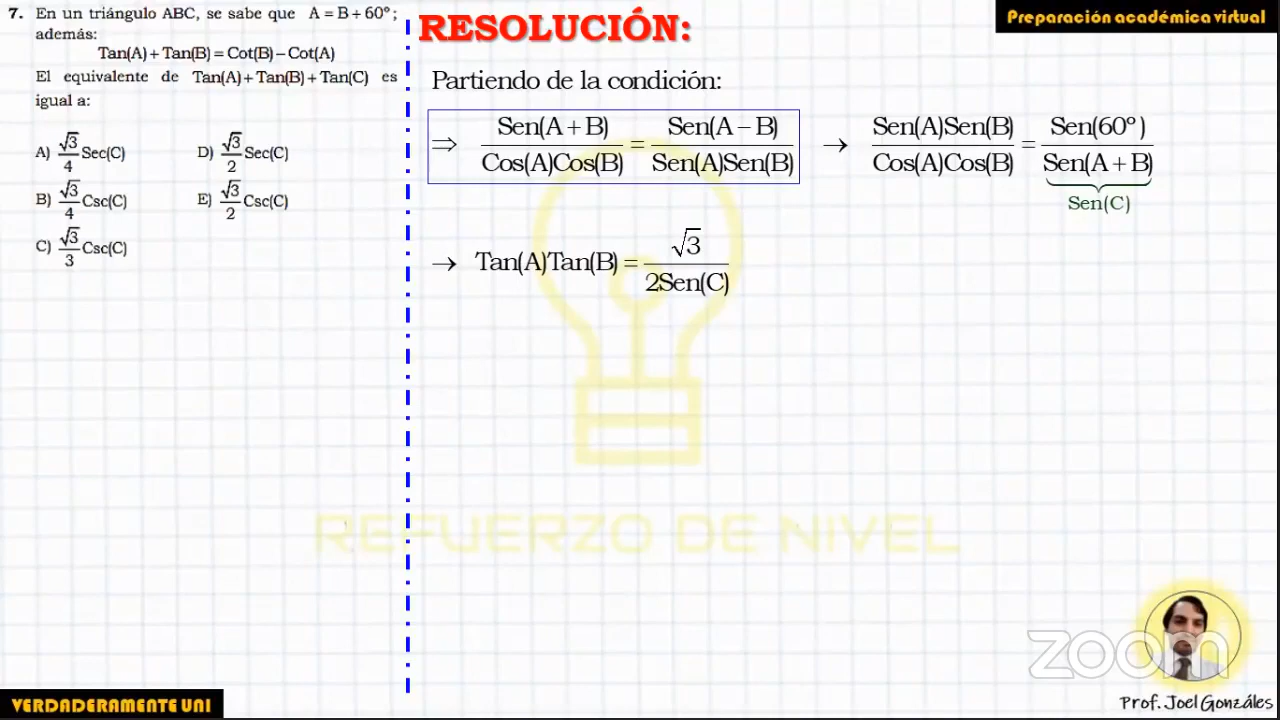 7. En un triángulo ABC, se sabe que A = B + 60°;
además:
Tan(A) + Tan(B) = Cot(B) − Cot(A)
El equivalente de Tan(A) + Tan(B) + Tan(C) es
igual a:
A) √3/4 Sec(C) D) √3/2 Sec(C)
B) √3/4 Csc(C) E) √3/2 Csc(C)
C) √3/3 Csc(C)
Preparación académica virtual
RESOLUCIÓN:
Partiendo de la condición:
⇒ Sen(A + B)/Cos(A)Cos(B) = Sen(A − B)/Sen(A)Sen(B) → Sen(A)Sen(B)/Cos(A)Cos(B) = Sen(60°)/Sen(A + B)
Sen(C)
→ Tan(A)Tan(B) = √3/2Sen(C)
REFUERZO DE NIVEL
zoom
VERDADERAMENTE UNI
Prof. Joel Gonzáles